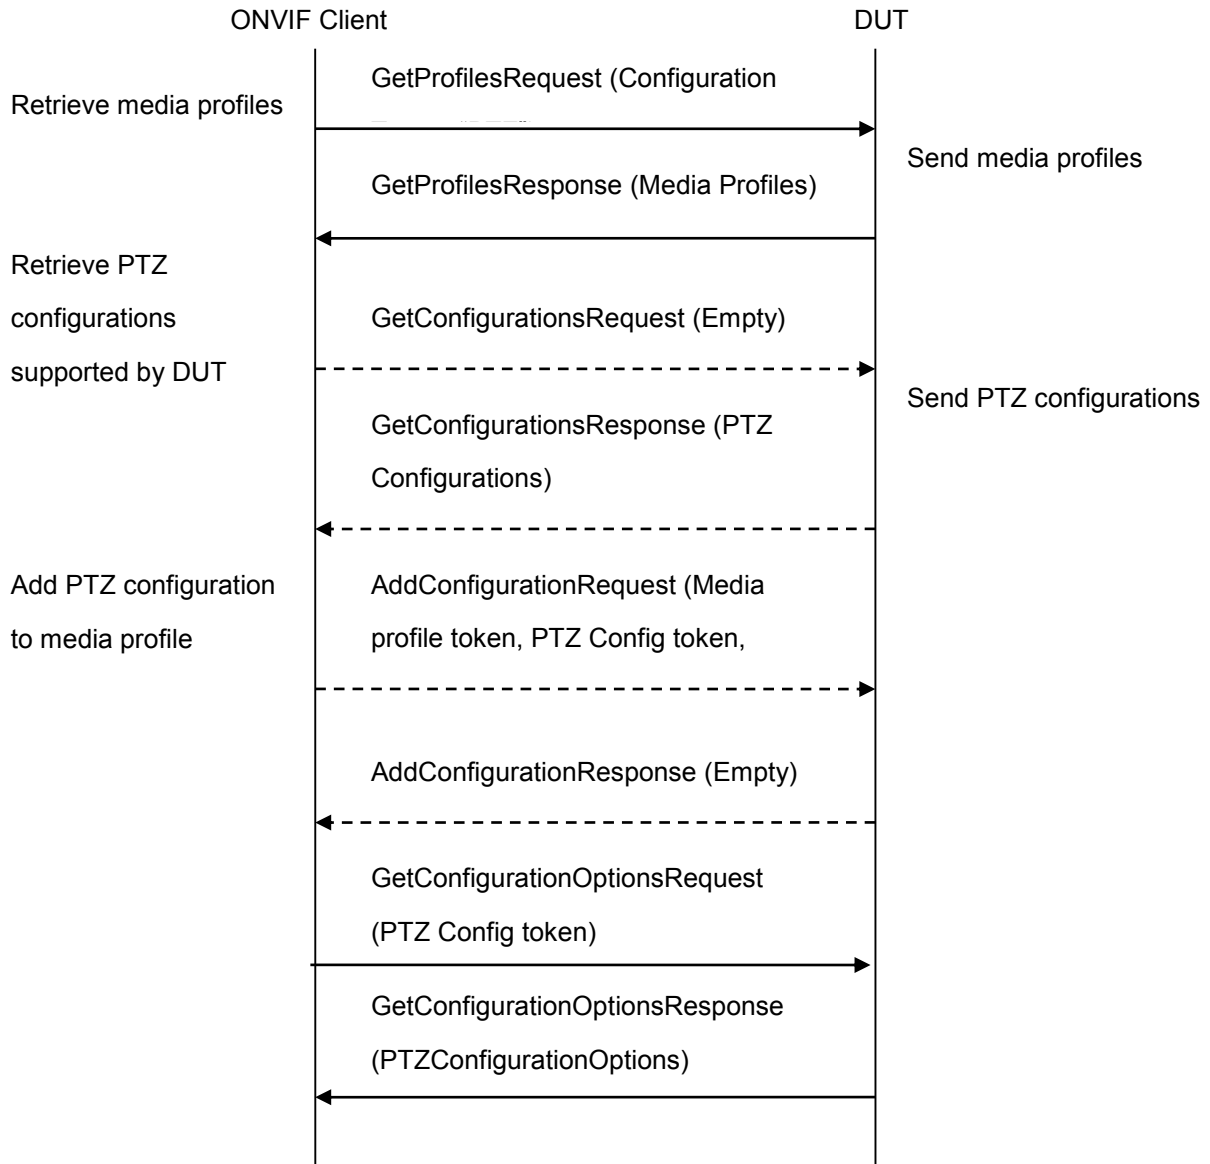 ONVIF Client
DUT
GetProfilesRequest (Configuration
Retrieve media profiles
Send media profiles
GetProfilesResponse (Media Profiles)
Retrieve PTZ
configurations
supported by DUT
GetConfigurationsRequest (Empty)
Send PTZ configurations
GetConfigurationsResponse (PTZ
Configurations)
Add PTZ configuration
to media profile
AddConfigurationRequest (Media
profile token, PTZ Config token,
AddConfigurationResponse (Empty)
GetConfigurationOptionsRequest
(PTZ Config token)
GetConfigurationOptionsResponse
(PTZConfigurationOptions)